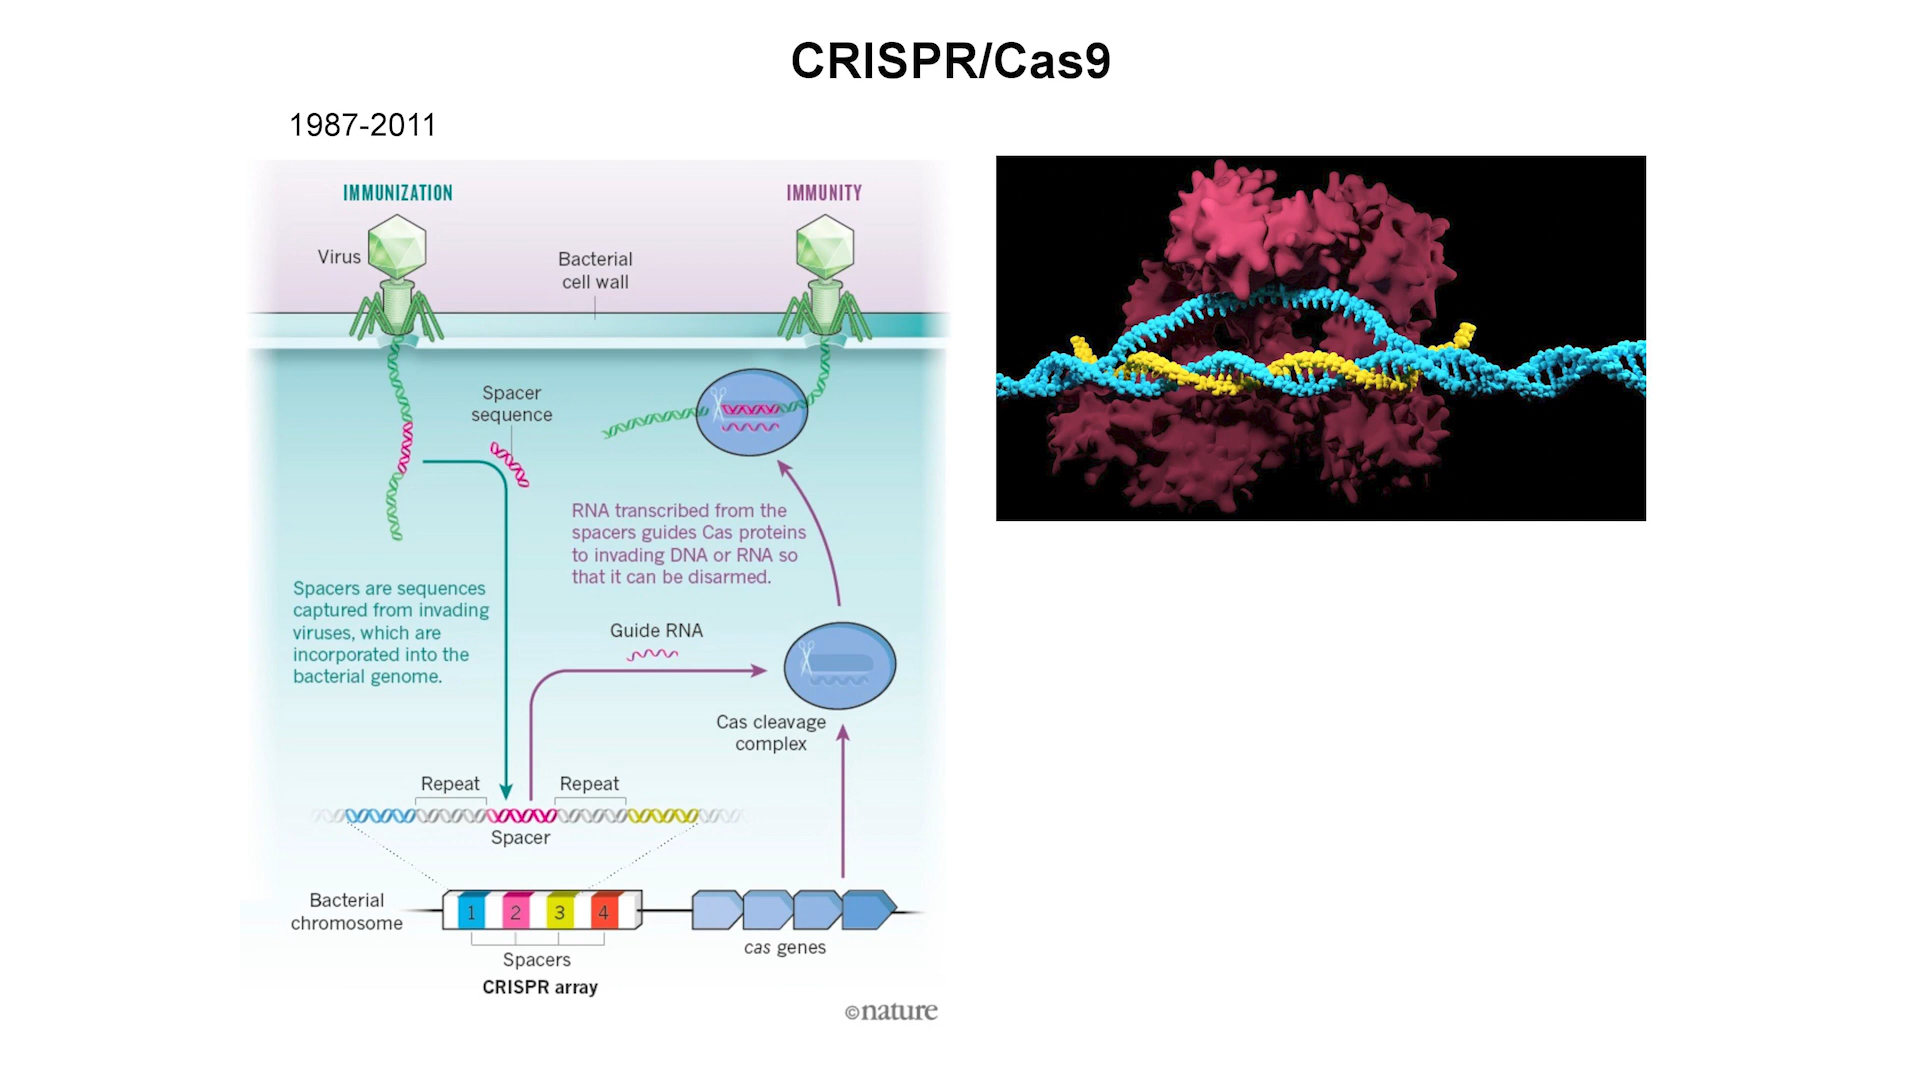 CRISPR/Cas9
1987-2011
IMMUNIZATION
IMMUNITY
Virus
Bacterial
cell wall
Spacer
sequence
RNA transcribed from the
spacers guides Cas proteins
to invading DNA or RNA so
that it can be disarmed.
Spacers are sequences
captured from invading
viruses, which are
incorporated into the
bacterial genome.
Guide RNA
Cas cleavage
complex
Repeat
Repeat
Spacer
Bacterial
chromosome
1 2 3 4
cas genes
Spacers
CRISPR array
©nature